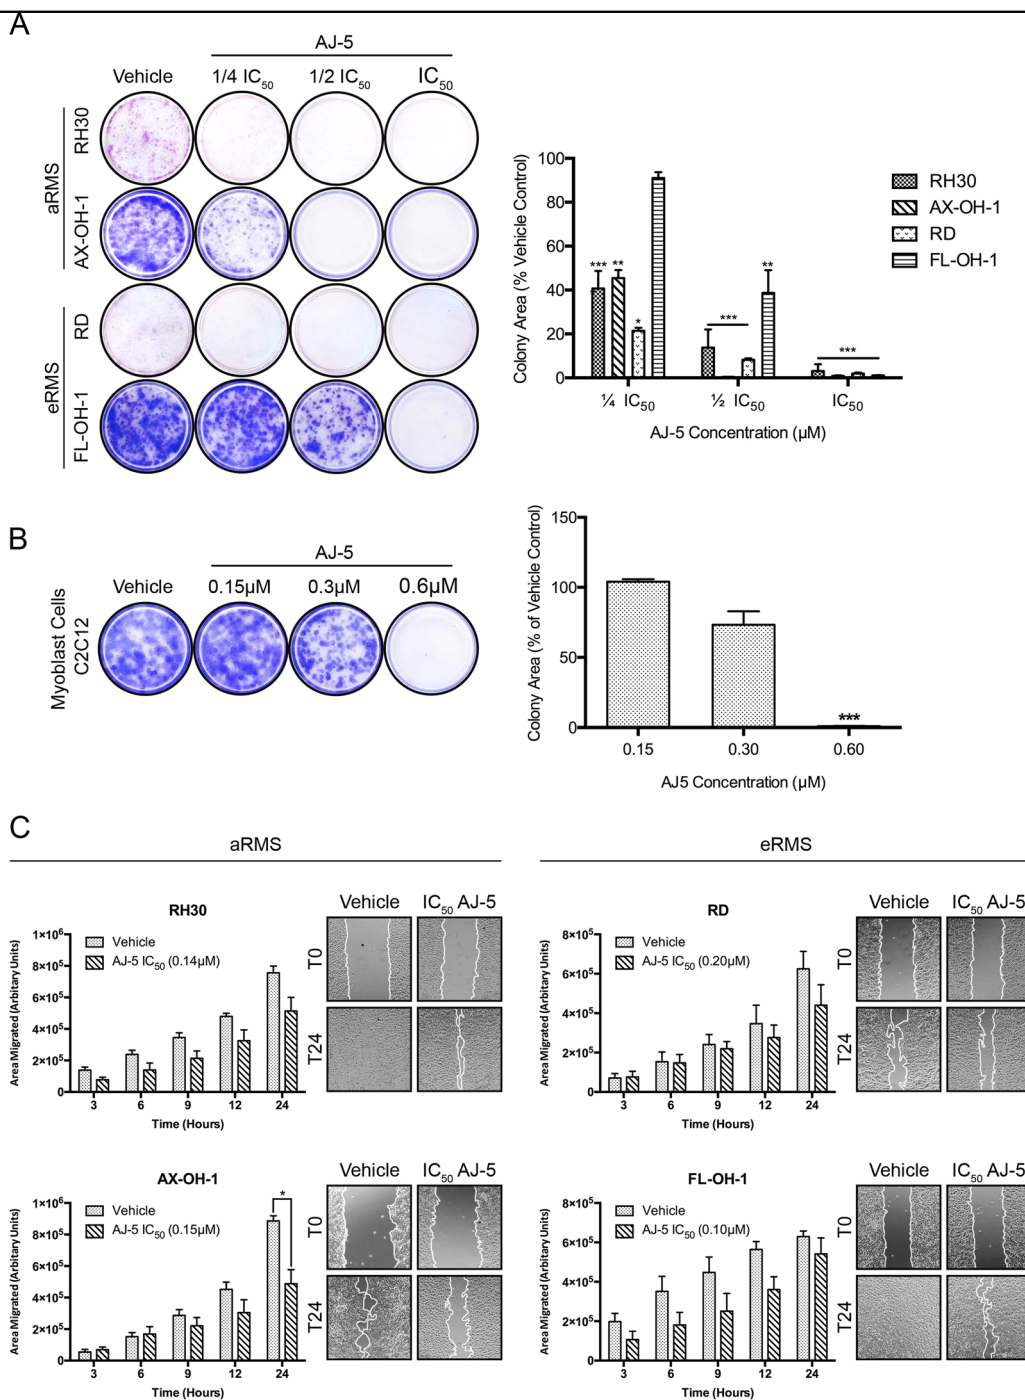 A
AJ-5
Vehicle 1/4 IC50 1/2 IC50 IC50
aRMS
RH30
AX-OH-1
eRMS
RD
FL-OH-1
Colony Area (% Vehicle Control)
100
80
60
40
20
0
*** ** *
*** **
***
¼ IC50 ½ IC50 IC50
AJ-5 Concentration (µM)
RH30
AX-OH-1
RD
FL-OH-1
B
AJ-5
Vehicle 0.15µM 0.3µM 0.6µM
Myoblast Cells
C2C12
Colony Area (% of Vehicle Control)
150
100
50
0
***
0.15 0.30 0.60
AJ5 Concentration (µM)
C
aRMS
RH30
Area Migrated (Arbitary Units)
1×10⁶
8×10⁵
6×10⁵
4×10⁵
2×10⁵
0
Vehicle
AJ-5 IC50 (0.14µM)
3 6 9 12 24
Time (Hours)
Vehicle IC50 AJ-5
T0
T24
eRMS
RD
Area Migrated (Arbitary Units)
8×10⁵
6×10⁵
4×10⁵
2×10⁵
0
Vehicle
AJ-5 IC50 (0.20µM)
3 6 9 12 24
Time (Hours)
Vehicle IC50 AJ-5
T0
T24
AX-OH-1
Area Migrated (Arbitary Units)
1×10⁶
8×10⁵
6×10⁵
4×10⁵
2×10⁵
0
Vehicle
AJ-5 IC50 (0.15µM)
*
3 6 9 12 24
Time (Hours)
Vehicle IC50 AJ-5
T0
T24
FL-OH-1
Area Migrated (Arbitary Units)
8×10⁵
6×10⁵
4×10⁵
2×10⁵
0
Vehicle
AJ-5 IC50 (0.10µM)
3 6 9 12 24
Time (Hours)
Vehicle IC50 AJ-5
T0
T24